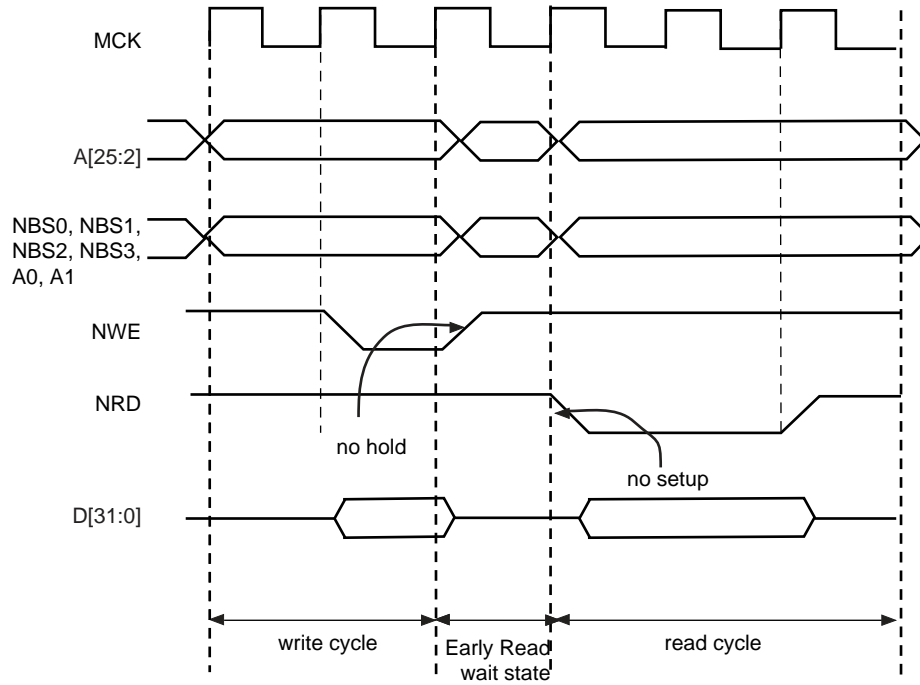 MCK
A[25:2]
NBS0, NBS1,
NBS2, NBS3,
A0, A1
NWE
NRD
no hold
no setup
D[31:0]
write cycle
Early Read
wait state
read cycle